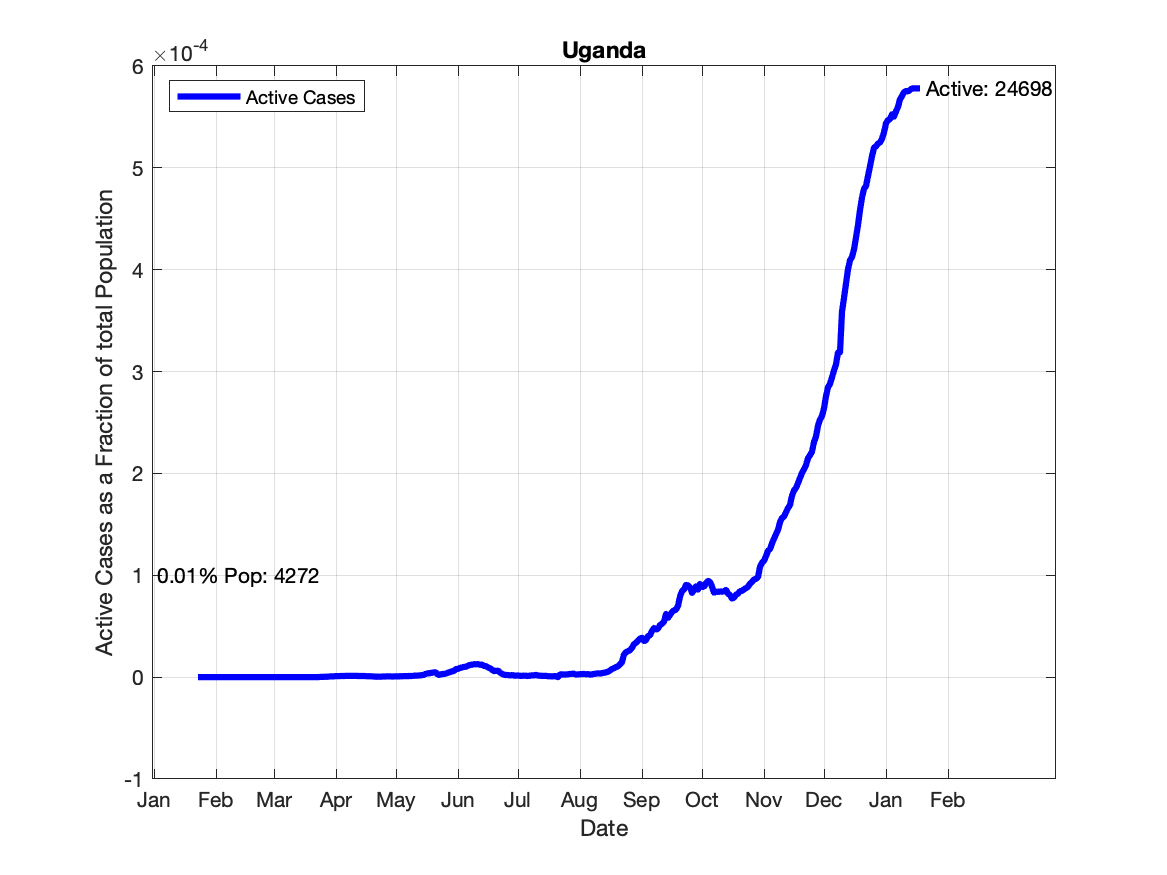 Uganda
×10-4
Active Cases
Active: 24698
6
5
4
3
2
1
0
-1
0.01% Pop: 4272
Active Cases as a Fraction of total Population
Jan Feb Mar Apr May Jun Jul Aug Sep Oct Nov Dec Jan Feb
Date